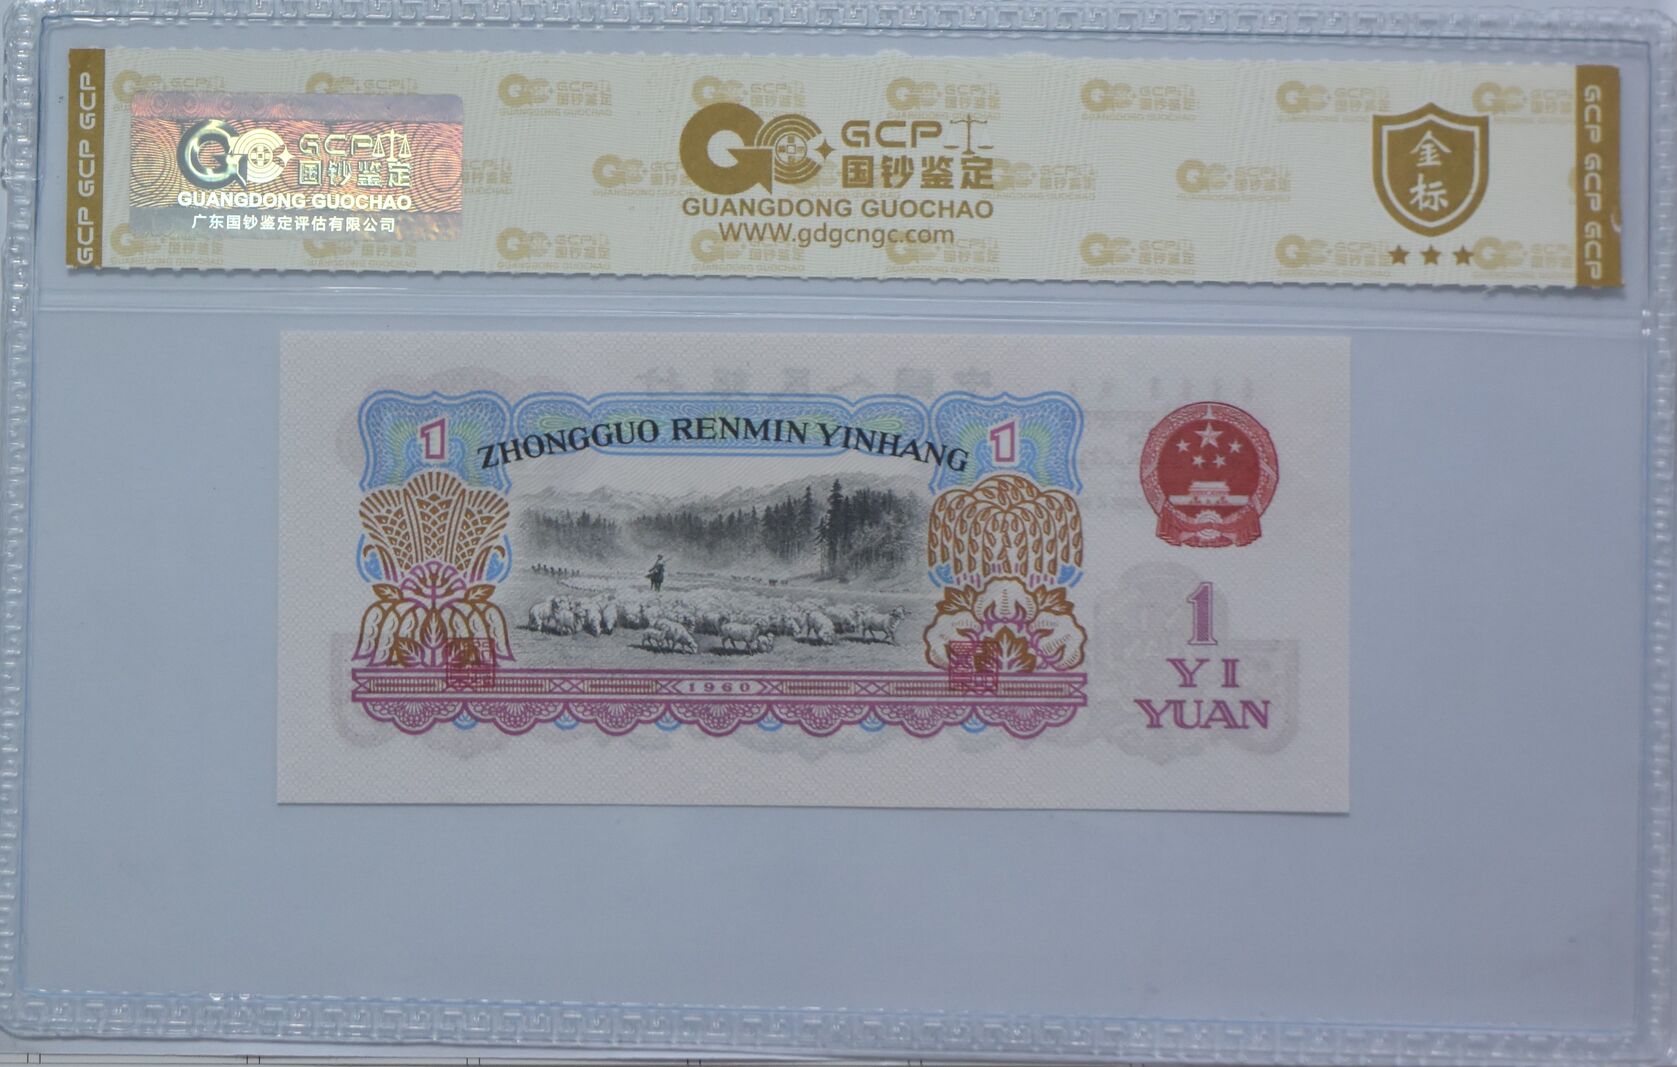 GCP GCP GCP
GCP
国钞鉴定
GUANGDONG GUOCHAO
广东国钞鉴定评估有限公司
GCP
国钞鉴定
GUANGDONG GUOCHAO
WWW.gdgcngc.com
金
标
★★★
GCP GCP GCP
ZHONGGUO RENMIN YINHANG
1
1
1960
1
YI
YUAN